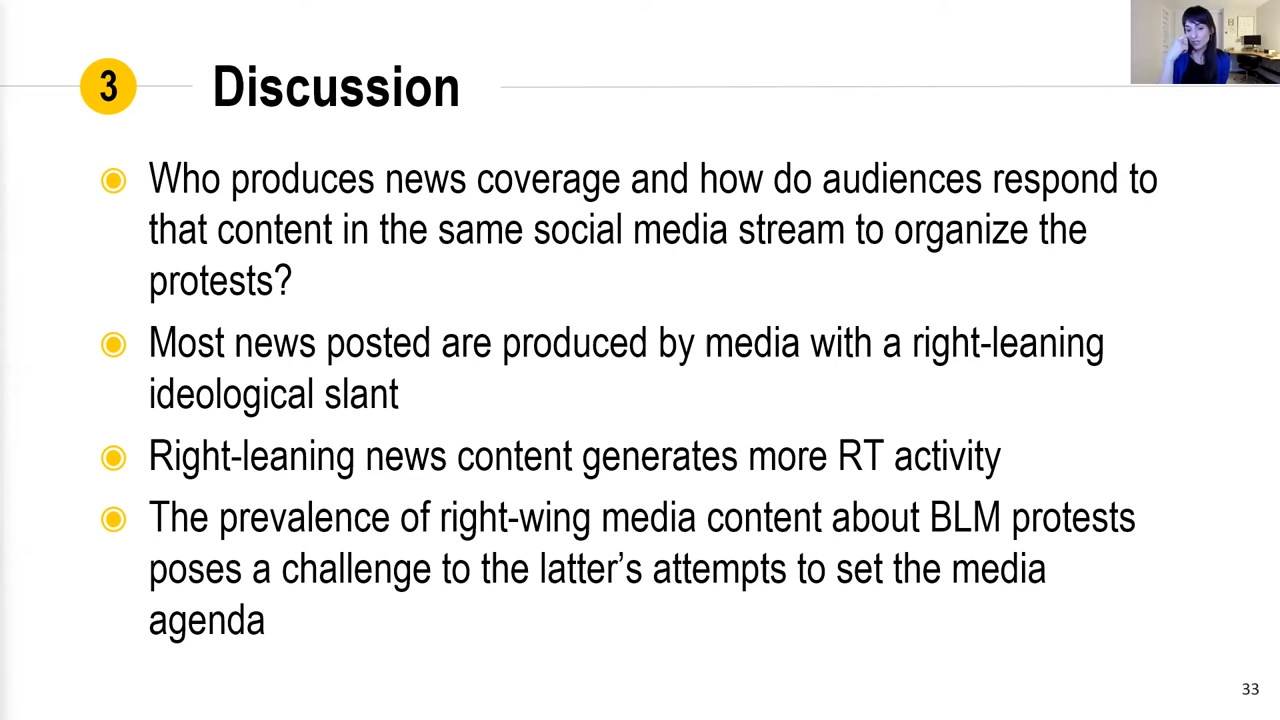 3
Discussion
Who produces news coverage and how do audiences respond to
that content in the same social media stream to organize the
protests?
Most news posted are produced by media with a right-leaning
ideological slant
Right-leaning news content generates more RT activity
The prevalence of right-wing media content about BLM protests
poses a challenge to the latter’s attempts to set the media
agenda
33